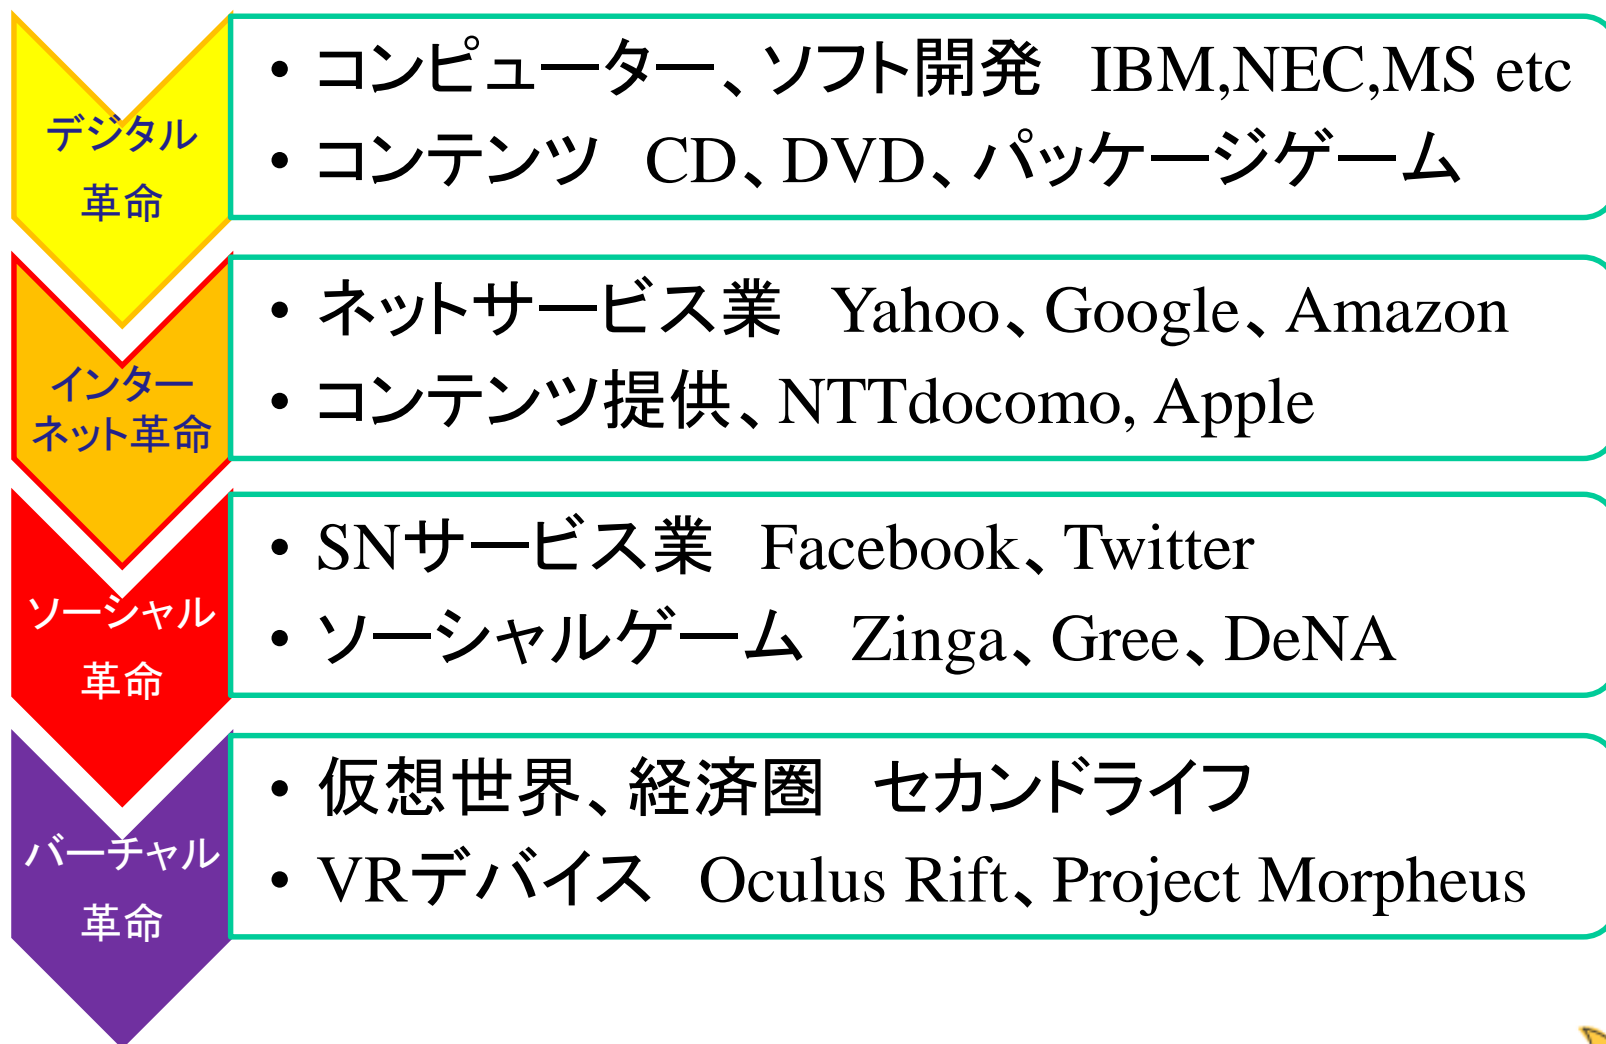 デジタル
革命
• コンピューター、ソフト開発　IBM,NEC,MS etc
• コンテンツ　CD、DVD、パッケージゲーム
インター
ネット革命
• ネットサービス業　Yahoo、Google、Amazon
• コンテンツ提供、NTTdocomo, Apple
ソーシャル
革命
• SNサービス業　Facebook、Twitter
• ソーシャルゲーム　Zinga、Gree、DeNA
バーチャル
革命
• 仮想世界、経済圏　セカンドライフ
• VRデバイス　Oculus Rift、Project Morpheus